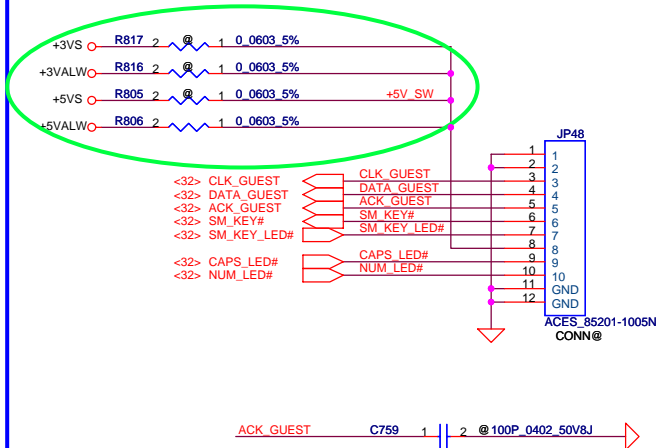 +3VS R817 2 @ 1 0_0603_5%
+3VALW R816 2 @ 1 0_0603_5%
+5VS R805 2 @ 1 0_0603_5% +5V_SW
+5VALW R806 2 1 0_0603_5%
JP48
1 1
2 2
<32> CLK_GUEST CLK_GUEST 3 3
<32> DATA_GUEST DATA_GUEST 4 4
<32> ACK_GUEST ACK_GUEST 5 5
<32> SM_KEY# SM_KEY# 6 6
<32> SM_KEY_LED# SM_KEY_LED# 7 7
8 8
<32> CAPS_LED# CAPS_LED# 9 9
<32> NUM_LED# NUM_LED# 10 10
11 GND
12 GND
ACES_85201-1005N
CONN@
ACK_GUEST C759 1 2 @100P_0402_50V8J